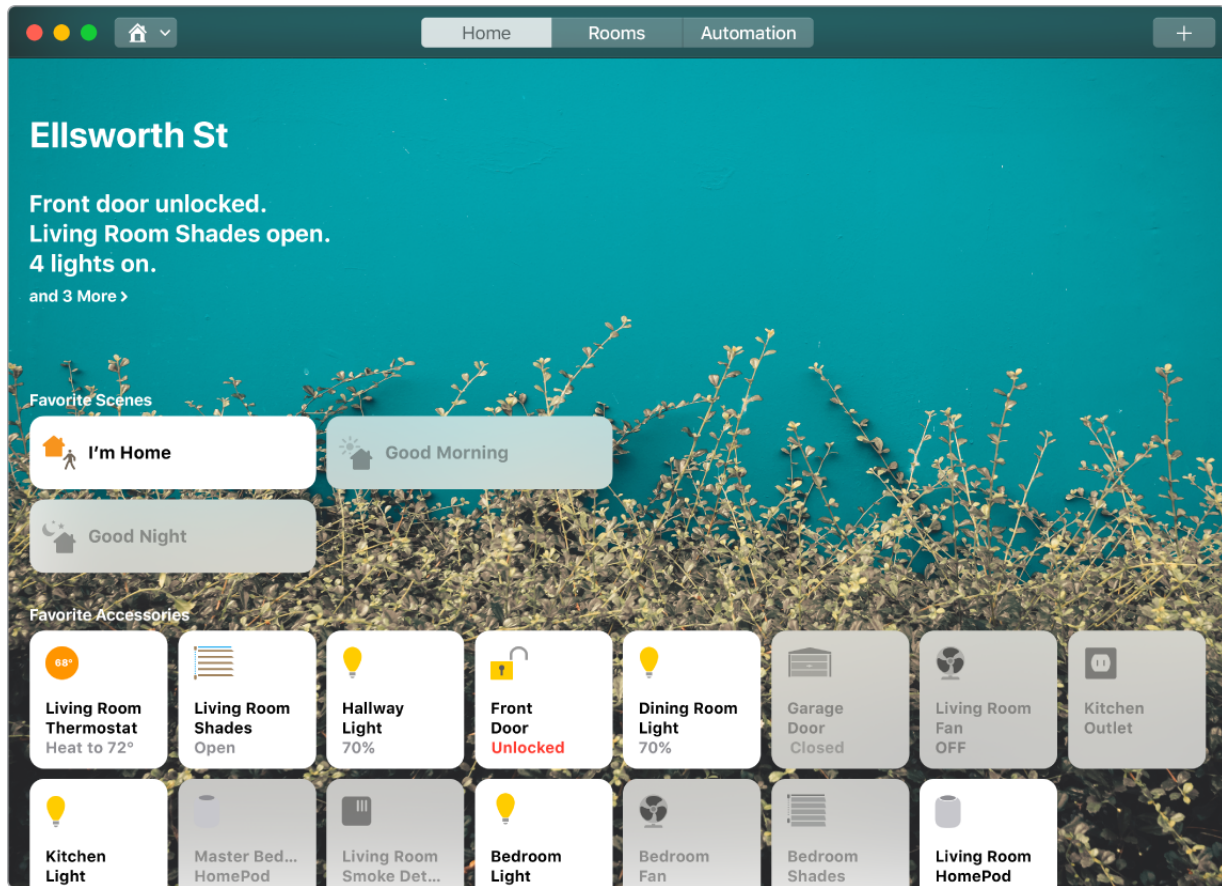 Home
Rooms
Automation
+
Ellsworth St
Front door unlocked.
Living Room Shades open.
4 lights on.
and 3 More >
Favorite Scenes
I'm Home
Good Morning
Good Night
Favorite Accessories
68°
Living Room
Thermostat
Heat to 72°
Living Room
Shades
Open
Hallway
Light
70%
Front
Door
Unlocked
Dining Room
Light
70%
Garage
Door
Closed
Living Room
Fan
OFF
Kitchen
Outlet
Kitchen
Light
Master Bed...
HomePod
Living Room
Smoke Det...
Bedroom
Light
Bedroom
Fan
Bedroom
Shades
Living Room
HomePod